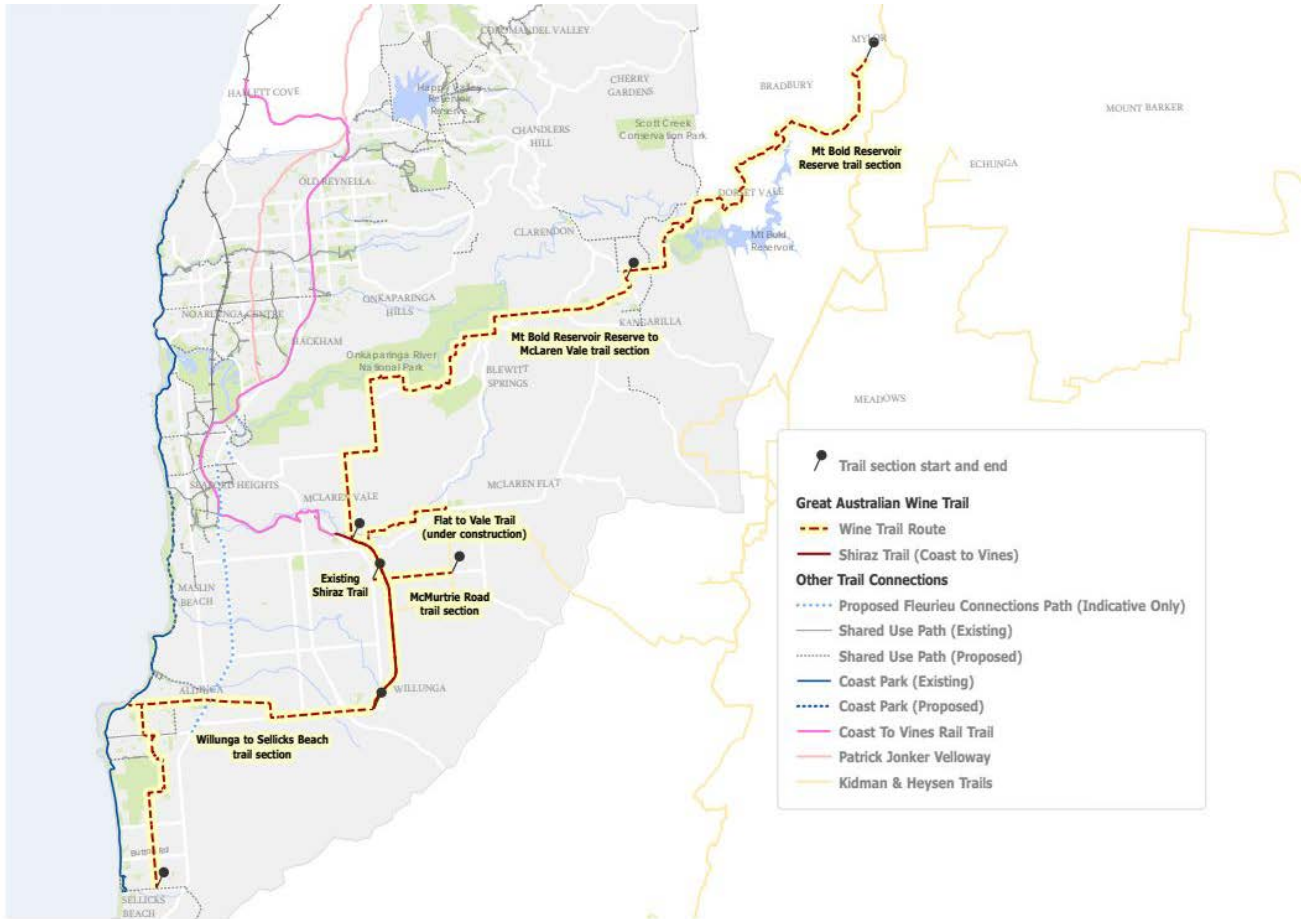 COROMANDEL VALLEY
MYLOR
CHERRY
GARDENS
BRADBURY
HALLETT COVE
Happy Valley
Reservoir
Reserve
MOUNT BARKER
Scott Creek
Conservation Park
CHANDLERS
HILL
Mt Bold Reservoir
Reserve trail section
ECHUNGA
OLD REYNELLA
DORSET VALE
CLARENDON
Mt Bold
Reservoir
ONKAPARINGA
HILLS
NOARLUNGA CENTRE
KANGARILLA
HACKHAM
Mt Bold Reservoir Reserve to
McLaren Vale trail section
Onkaparinga River
National Park
BLEWITT
SPRINGS
MEADOWS
SEAFORD HEIGHTS
MCLAREN VALE
MCLAREN FLAT
Flat to Vale Trail
(under construction)
Existing
Shiraz Trail
McMurtrie Road
trail section
MASLIN
BEACH
ALDINGA
WILLUNGA
Willunga to Sellicks Beach
trail section
Button Rd
SELLICKS
BEACH
Trail section start and end
Great Australian Wine Trail
Wine Trail Route
Shiraz Trail (Coast to Vines)
Other Trail Connections
Proposed Fleurieu Connections Path (Indicative Only)
Shared Use Path (Existing)
Shared Use Path (Proposed)
Coast Park (Existing)
Coast Park (Proposed)
Coast To Vines Rail Trail
Patrick Jonker Velloway
Kidman & Heysen Trails